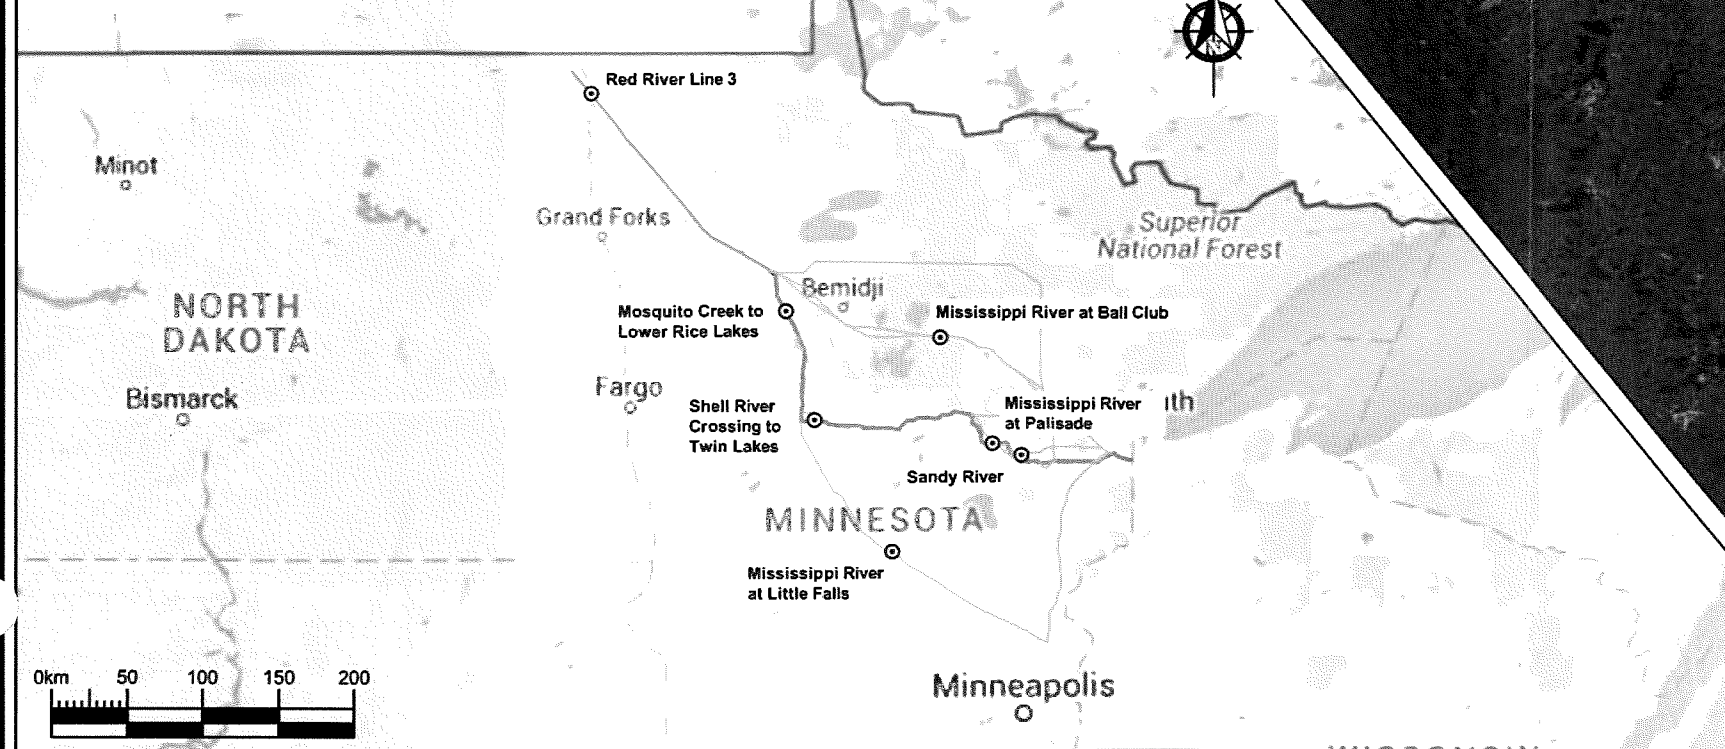 N
Red River Line 3
Minot
Grand Forks
Superior
National Forest
Bemidji
NORTH
DAKOTA
Mosquito Creek to
Lower Rice Lakes
Mississippi River at Ball Club
Fargo
Bismarck
Shell River
Crossing to
Twin Lakes
Mississippi River
at Palisade
ith
Sandy River
MINNESOTA
Mississippi River
at Little Falls
0km 50 100 150 200
Minneapolis